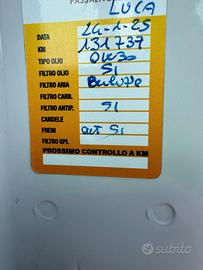 LUCA
DATA 24-1-25
KM 131737
TIPO OLIO 0W30
FILTRO OLIO SI
FILTRO ARIA
FILTRO CARB.
FILTRO ANTIP. SI
CANDELE
FRENI ant SI
FILTRO GPL.
PROSSIMO CONTROLLO A KM
subito